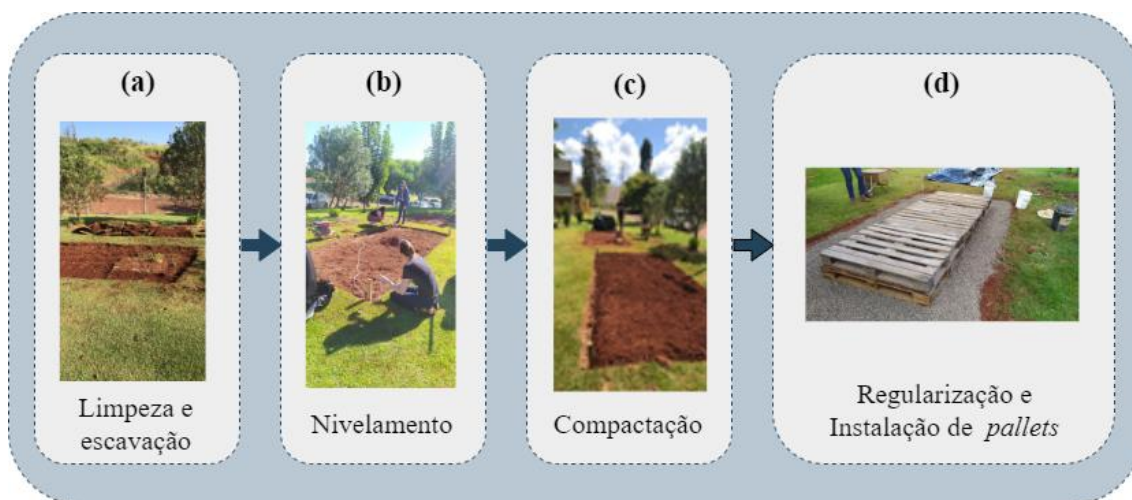 (a)
Limpeza e
escavação
(b)
Nivelamento
(c)
Compactação
(d)
Regularização e
Instalação de pallets